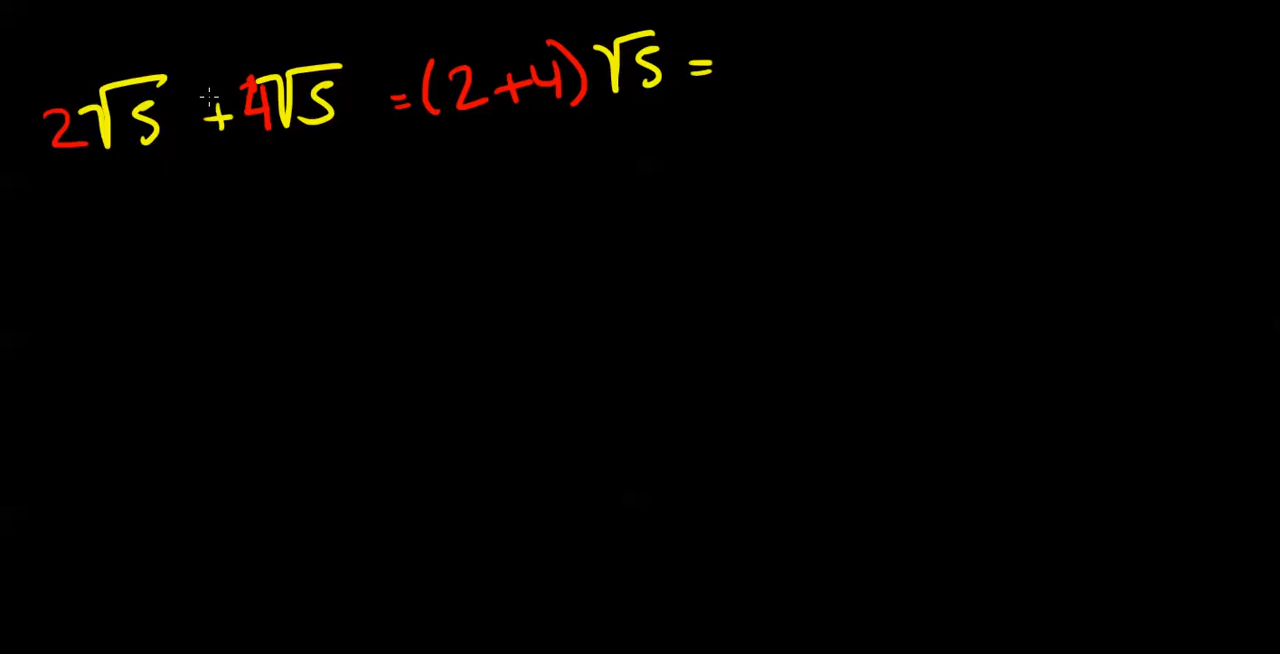 2√5 + 4√5 = (2+4)√5 =